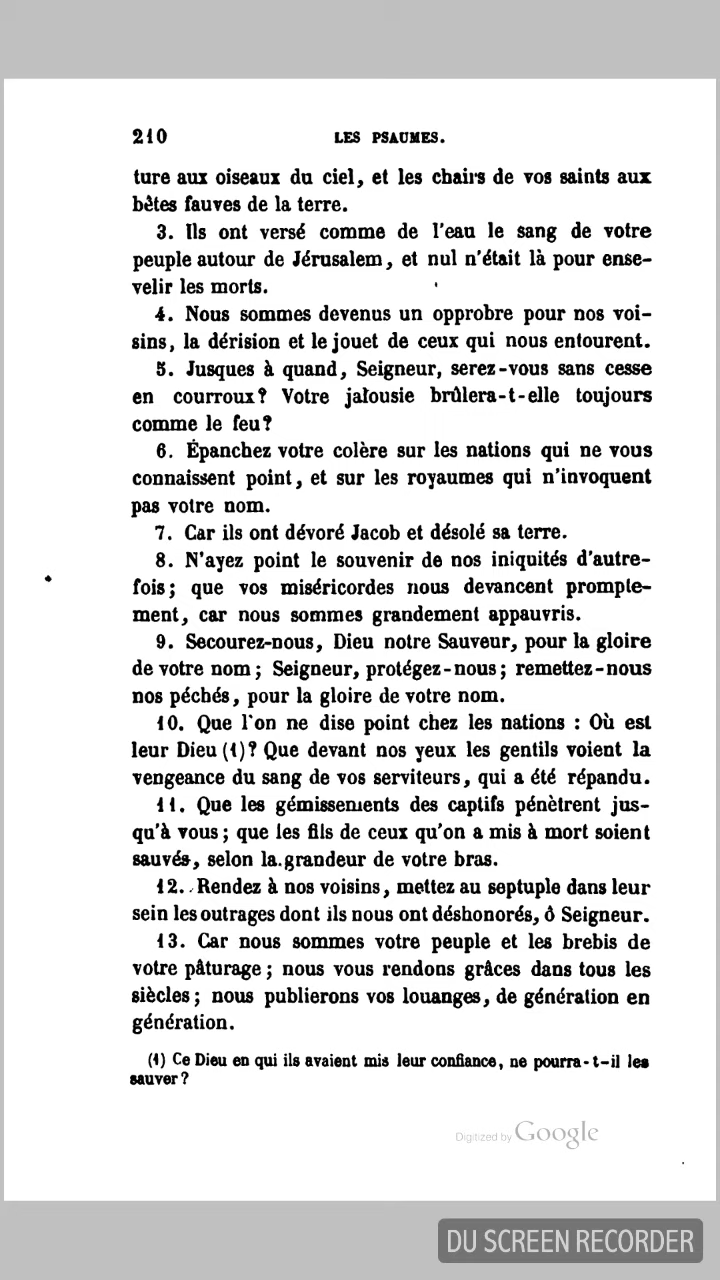 210 LES PSAUMES.
ture aux oiseaux du ciel, et les chairs de vos saints aux
bêtes fauves de la terre.
3. Ils ont versé comme de l'eau le sang de votre
peuple autour de Jérusalem, et nul n'était là pour ense-
velir les morts.
4. Nous sommes devenus un opprobre pour nos voi-
sins, la dérision et le jouet de ceux qui nous entourent.
5. Jusques à quand, Seigneur, serez-vous sans cesse
en courroux? Votre jalousie brûlera-t-elle toujours
comme le feu?
6. Épanchez votre colère sur les nations qui ne vous
connaissent point, et sur les royaumes qui n'invoquent
pas votre nom.
7. Car ils ont dévoré Jacob et désolé sa terre.
8. N'ayez point le souvenir de nos iniquités d'autre-
fois; que vos miséricordes nous devancent prompte-
ment, car nous sommes grandement appauvris.
9. Secourez-nous, Dieu notre Sauveur, pour la gloire
de votre nom; Seigneur, protégez-nous; remettez-nous
nos péchés, pour la gloire de votre nom.
10. Que l'on ne dise point chez les nations : Où est
leur Dieu (1)? Que devant nos yeux les gentils voient la
vengeance du sang de vos serviteurs, qui a été répandu.
11. Que les gémissements des captifs pénètrent jus-
qu'à vous; que les fils de ceux qu'on a mis à mort soient
sauvés, selon la grandeur de votre bras.
12. Rendez à nos voisins, mettez au septuple dans leur
sein les outrages dont ils nous ont déshonorés, ô Seigneur.
13. Car nous sommes votre peuple et les brebis de
votre pâturage; nous vous rendons grâces dans tous les
siècles; nous publierons vos louanges, de génération en
génération.
(1) Ce Dieu en qui ils avaient mis leur confiance, ne pourra-t-il les
sauver?
Digitized by Google
DU SCREEN RECORDER